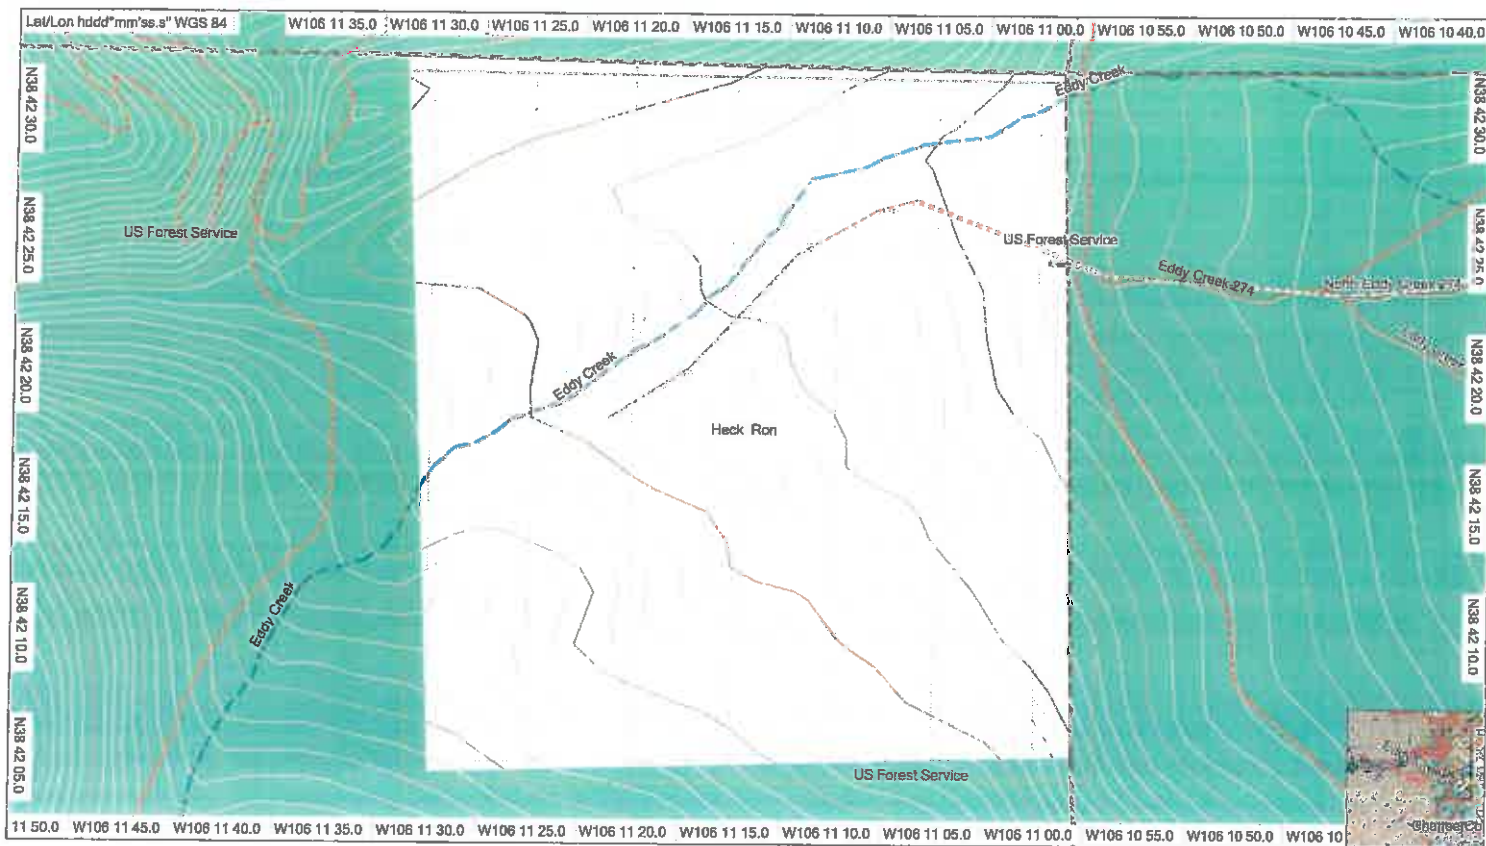 Lat/Lon hddd°mm'ss.s" WGS 84
W106 11 35.0 W106 11 30.0 W106 11 25.0 W106 11 20.0 W106 11 15.0 W106 11 10.0 W106 11 05.0 W106 11 00.0 W106 10 55.0 W106 10 50.0 W106 10 45.0 W106 10 40.0
N38 42 30.0
N38 42 25.0
N38 42 20.0
N38 42 15.0
N38 42 10.0
N38 42 05.0
Eddy Creek
US Forest Service
US Forest Service
Eddy Creek 274
North Eddy Creek 274
Eddy Creek
Heck Ron
Eddy Creek
US Forest Service
N38 42 30.0
N38 42 25.0
N38 42 20.0
N38 42 15.0
N38 42 10.0
11 50.0 W106 11 45.0 W106 11 40.0 W106 11 35.0 W106 11 30.0 W106 11 25.0 W106 11 20.0 W106 11 15.0 W106 11 10.0 W106 11 05.0 W106 11 00.0 W106 10 55.0 W106 10 50.0 W106 10